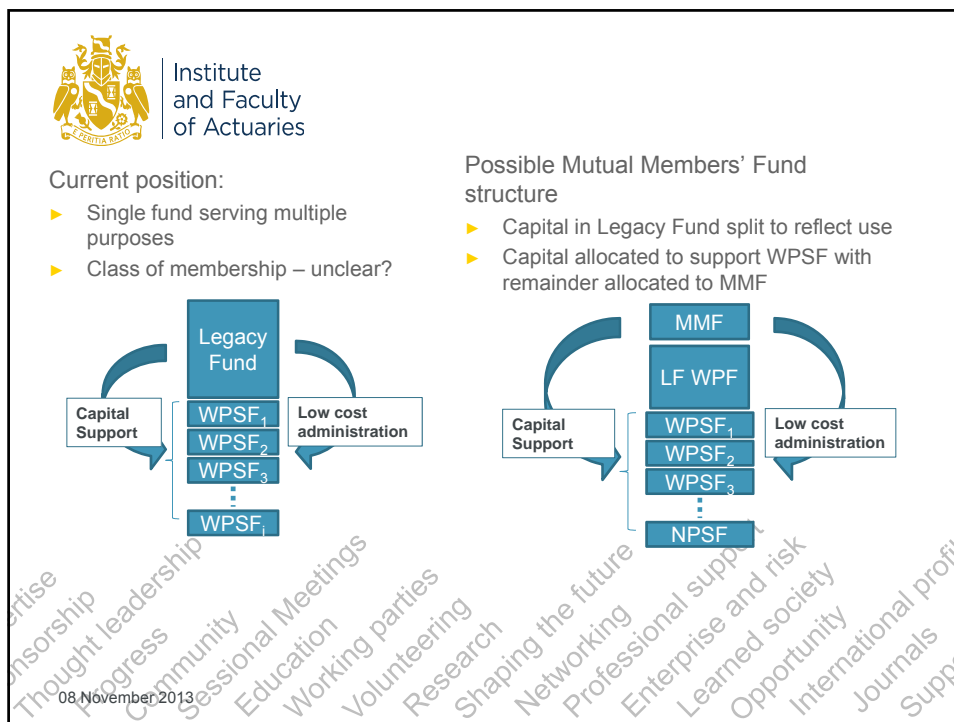 Institute
and Faculty
of Actuaries
E PERITIA RATIO
Current position:
► Single fund serving multiple
purposes
► Class of membership – unclear?
Legacy
Fund
Capital
Support
Low cost
administration
WPSF₁
WPSF₂
WPSF₃
WPSFᵢ
Possible Mutual Members’ Fund
structure
► Capital in Legacy Fund split to reflect use
► Capital allocated to support WPSF with
remainder allocated to MMF
MMF
LF WPF
Capital
Support
Low cost
administration
WPSF₁
WPSF₂
WPSF₃
NPSF
ertise
onsorship
Thought leadership
Progress
Community
Sessional Meetings
Education
Working parties
Volunteering
Research
Shaping the future
Networking
Professional support
Enterprise and risk
Learned society
Opportunity
International profil
Journals
Supp
08 November 2013